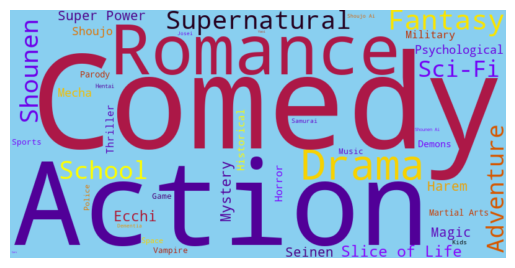 Super Power
Supernatural
Shoujo Ai
Fantasy
Shounen
Shoujo
Josei
Romance
Military
Parody
Psychological
Comedy
Sci-Fi
Mecha
Hentai
Thriller
Historical
Samurai
Shounen Ai
Sports
Music
Demons
Adventure
School
Drama
Action
Mystery
Horror
Harem
Police
Game
Ecchi
Martial Arts
Magic
Kids
Vampire
Seinen
Slice of Life